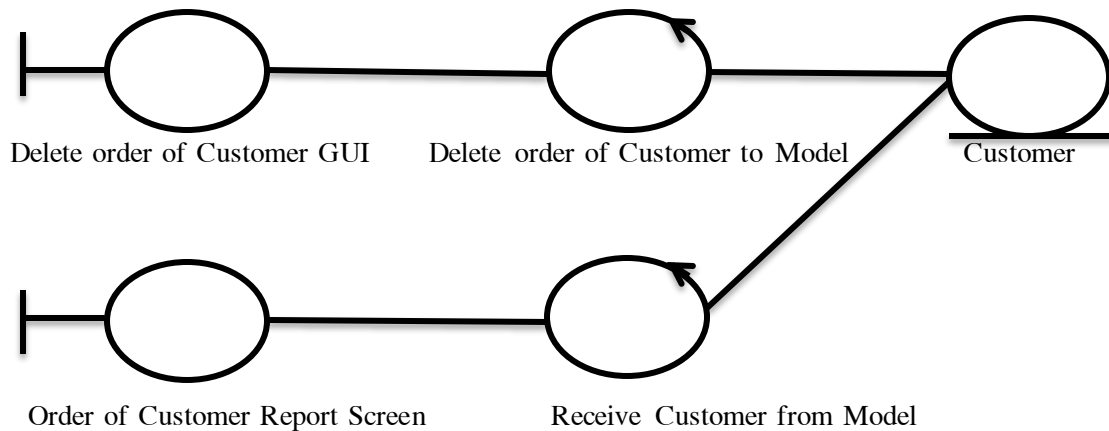 Delete order of Customer GUI
Delete order of Customer to Model
Customer
Order of Customer Report Screen
Receive Customer from Model